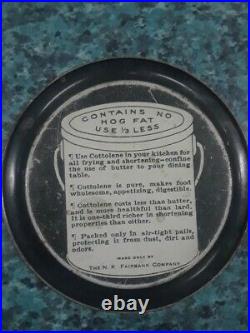 CONTAINS NO
HOG FAT
USE 1/3 LESS
¶ Use Cottolene in your kitchen for
all frying and shortening—confine
the use of butter to your dining
table.
¶ Cottolene is pure, makes food
wholesome, appetizing, digestible.
¶ Cottolene costs less than butter,
and is more healthful than lard.
It is one-third richer in shortening
properties than either.
¶ Packed only in air-tight pails,
protecting it from dust, dirt and
odors.
MADE ONLY BY
THE N. K. FAIRBANK COMPANY